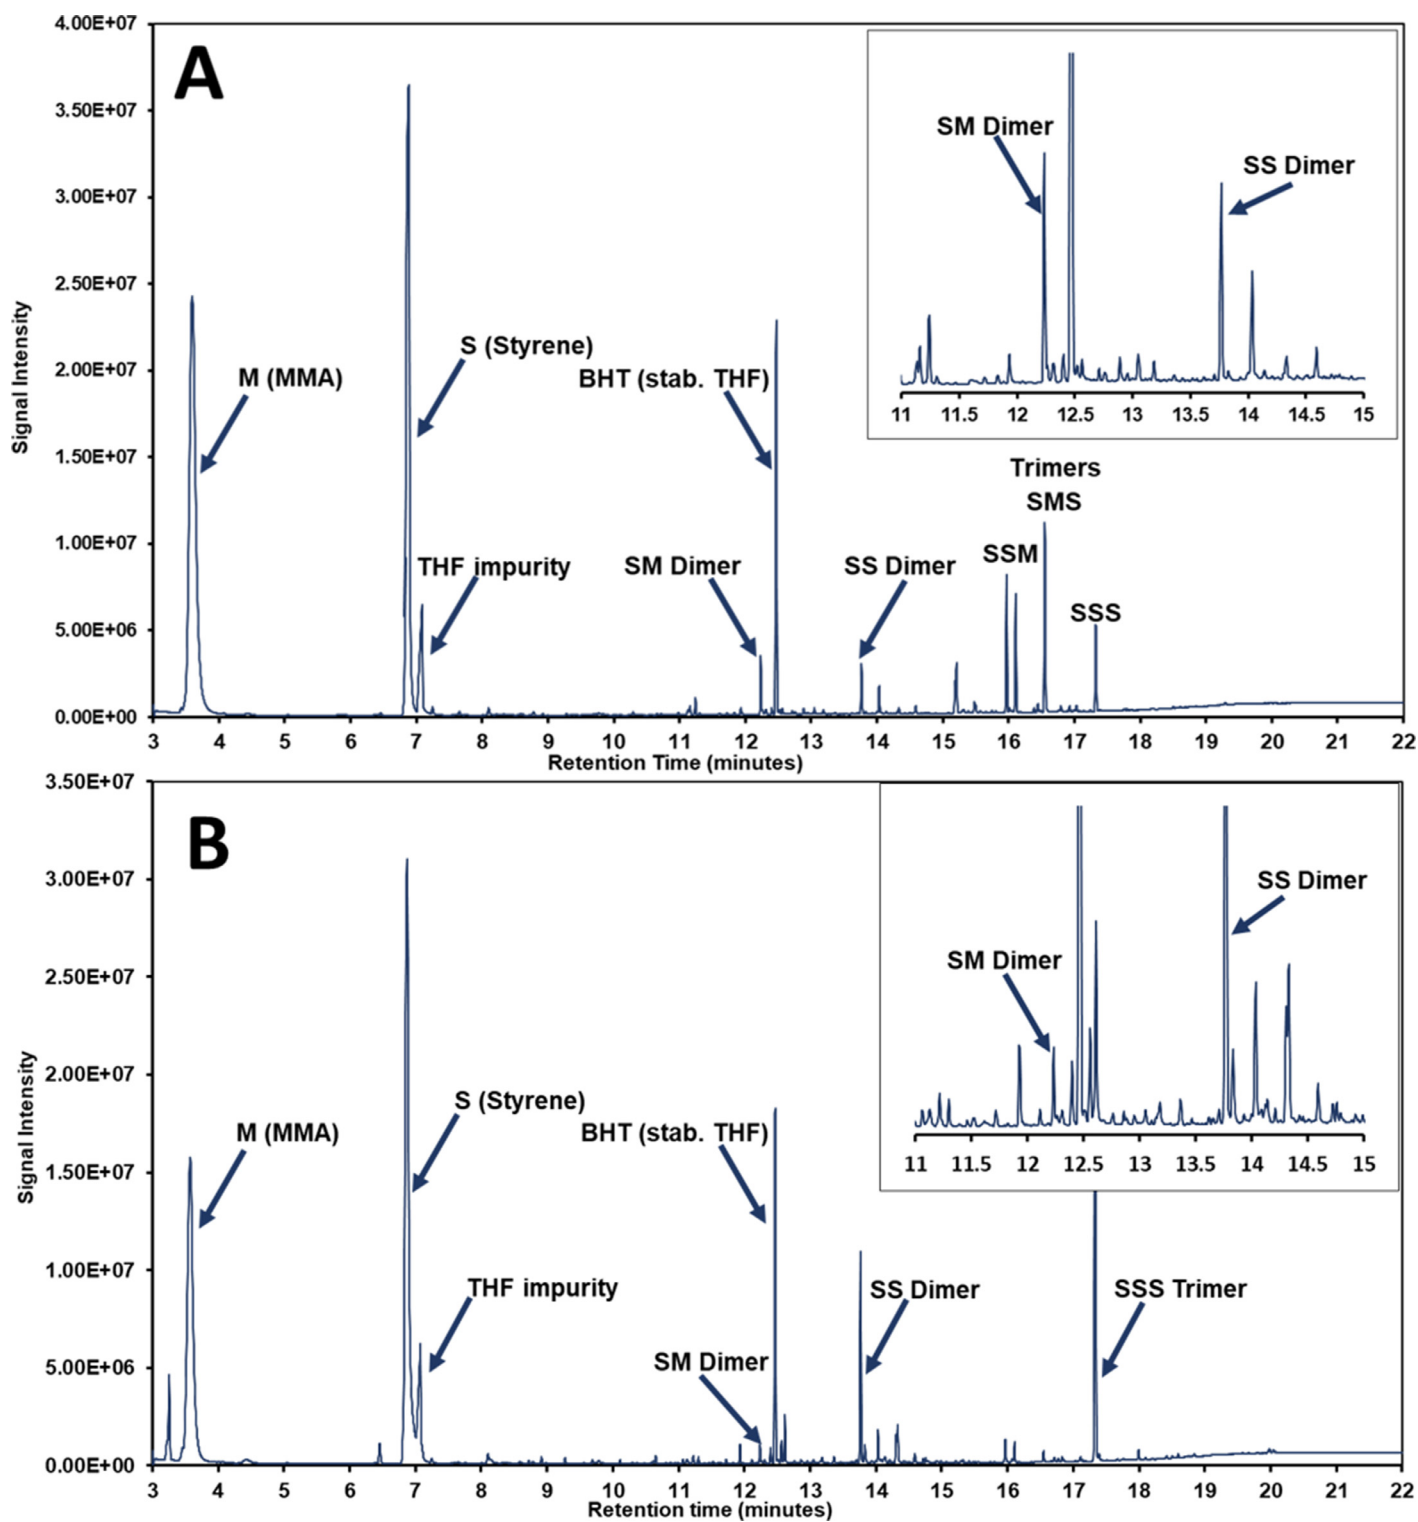 A
4.00E+07
3.50E+07
3.00E+07
2.50E+07
2.00E+07
1.50E+07
1.00E+07
5.00E+06
0.00E+00
Signal Intensity
M (MMA)
S (Styrene)
THF impurity
BHT (stab. THF)
SM Dimer
SS Dimer
Trimers
SMS
SSM
SSS
SM Dimer
SS Dimer
11 11.5 12 12.5 13 13.5 14 14.5 15
3 4 5 6 7 8 9 10 11 12 13 14 15 16 17 18 19 20 21 22
Retention Time (minutes)
B
3.50E+07
3.00E+07
2.50E+07
2.00E+07
1.50E+07
1.00E+07
5.00E+06
0.00E+00
Signal Intensity
M (MMA)
S (Styrene)
THF impurity
BHT (stab. THF)
SM Dimer
SS Dimer
SSS Trimer
SM Dimer
SS Dimer
11 11.5 12 12.5 13 13.5 14 14.5 15
3 4 5 6 7 8 9 10 11 12 13 14 15 16 17 18 19 20 21 22
Retention time (minutes)